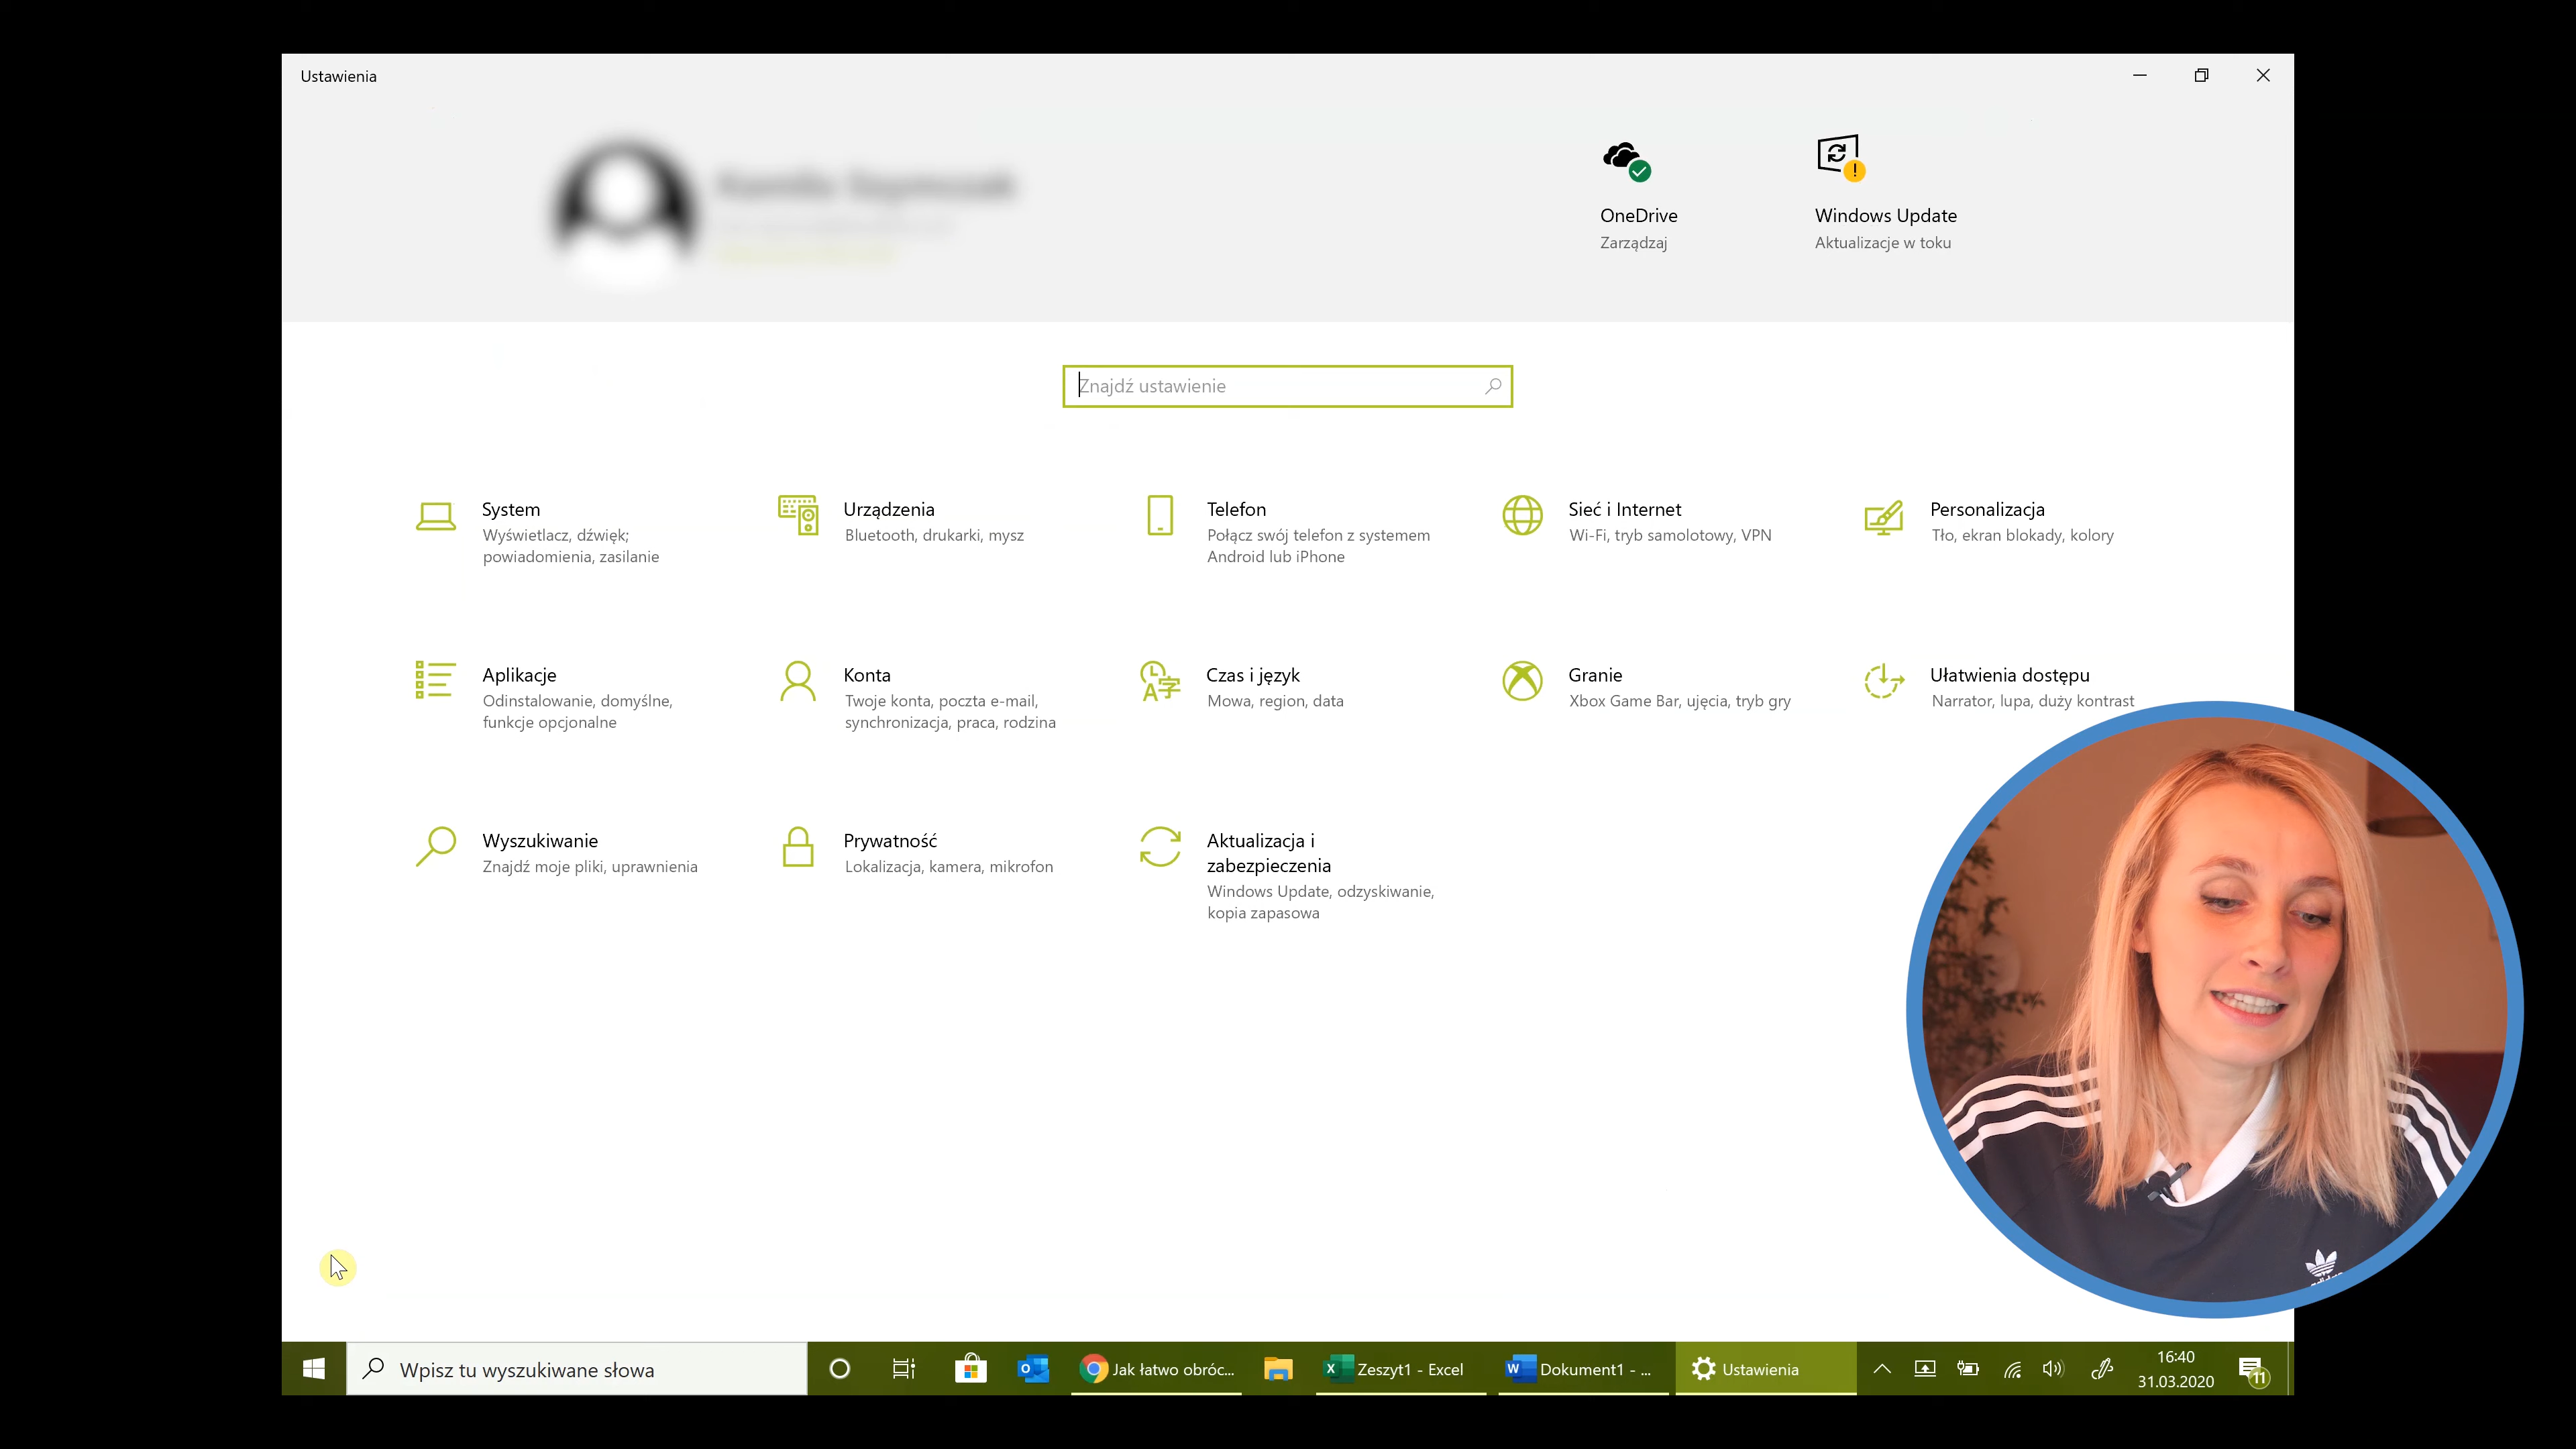 Ustawienia
OneDrive
Zarządzaj
Windows Update
Aktualizacje w toku
Znajdź ustawienie
System
Wyświetlacz, dźwięk;
powiadomienia, zasilanie
Urządzenia
Bluetooth, drukarki, mysz
Telefon
Połącz swój telefon z systemem
Android lub iPhone
Sieć i Internet
Wi-Fi, tryb samolotowy, VPN
Personalizacja
Tło, ekran blokady, kolory
Aplikacje
Odinstalowanie, domyślne,
funkcje opcjonalne
Konta
Twoje konta, poczta e-mail,
synchronizacja, praca, rodzina
Czas i język
Mowa, region, data
Granie
Xbox Game Bar, ujęcia, tryb gry
Ułatwienia dostępu
Narrator, lupa, duży kontrast
Wyszukiwanie
Znajdź moje pliki, uprawnienia
Prywatność
Lokalizacja, kamera, mikrofon
Aktualizacja i
zabezpieczenia
Windows Update, odzyskiwanie,
kopia zapasowa
adidas
Wpisz tu wyszukiwane słowa
Jak łatwo obróc...
Zeszyt1 - Excel
Dokument1 - ...
Ustawienia
16:40
31.03.2020
11